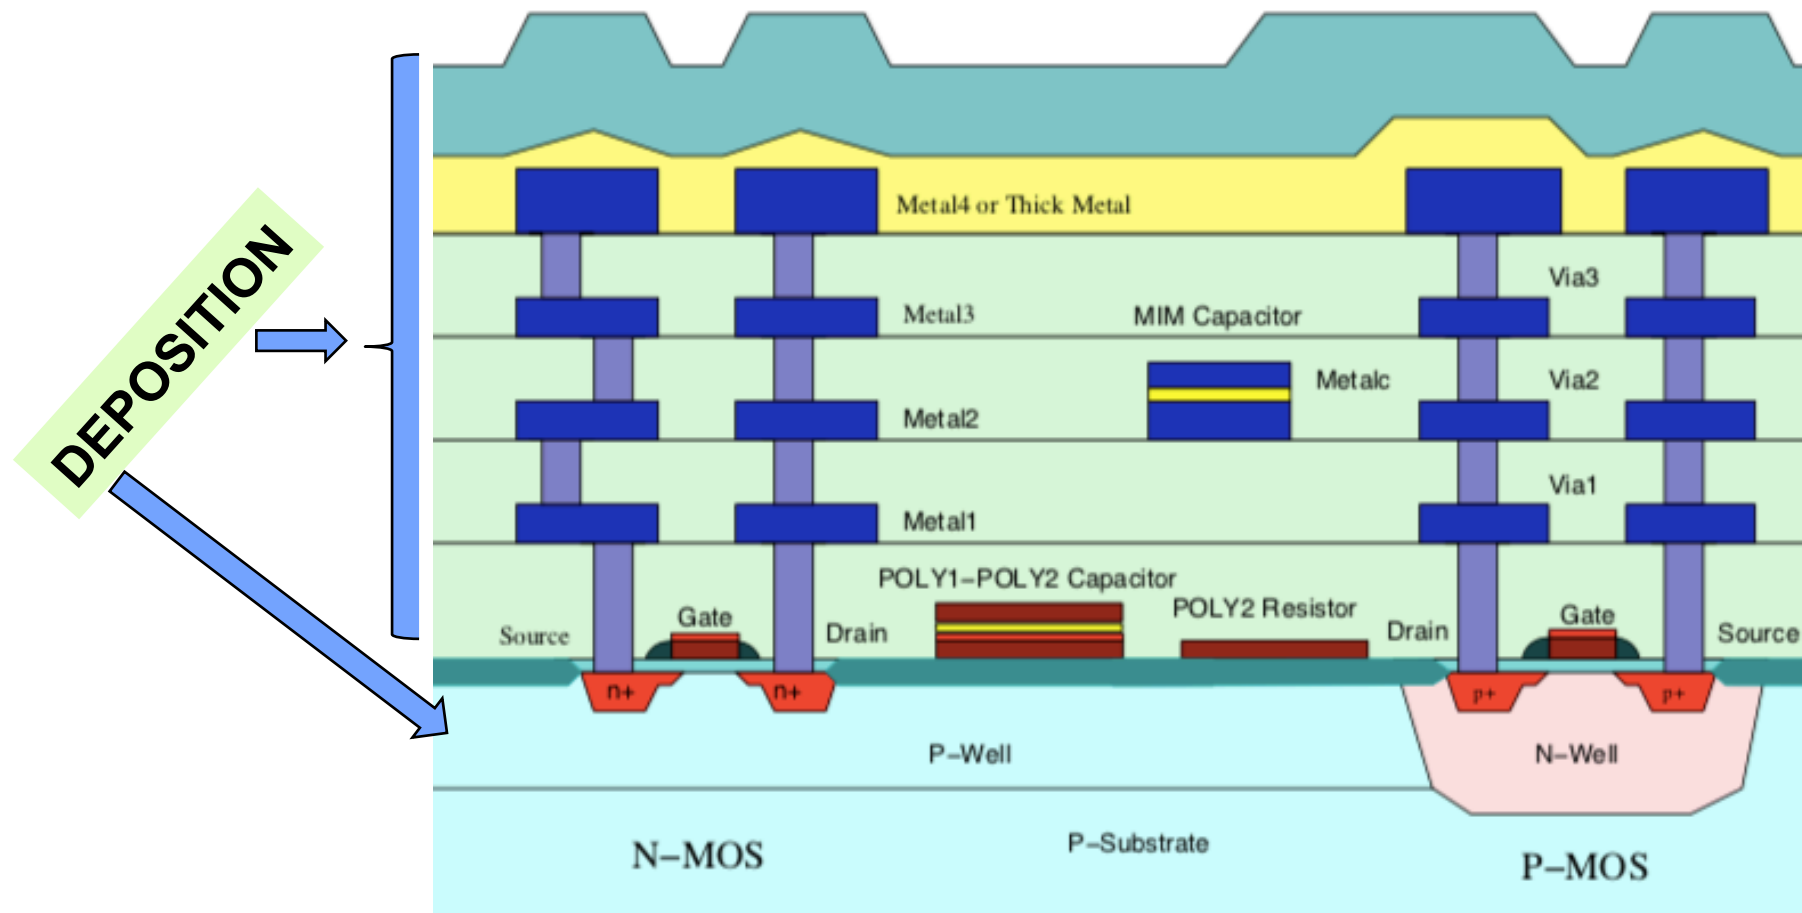 DEPOSITION
Metal4 or Thick Metal
Via3
Metal3
MIM Capacitor
Metalc
Via2
Metal2
Via1
Metal1
POLY1-POLY2 Capacitor
POLY2 Resistor
Gate
Gate
Source
Drain
Drain
Source
n+
n+
p+
p+
P-Well
N-Well
P-Substrate
N-MOS
P-MOS